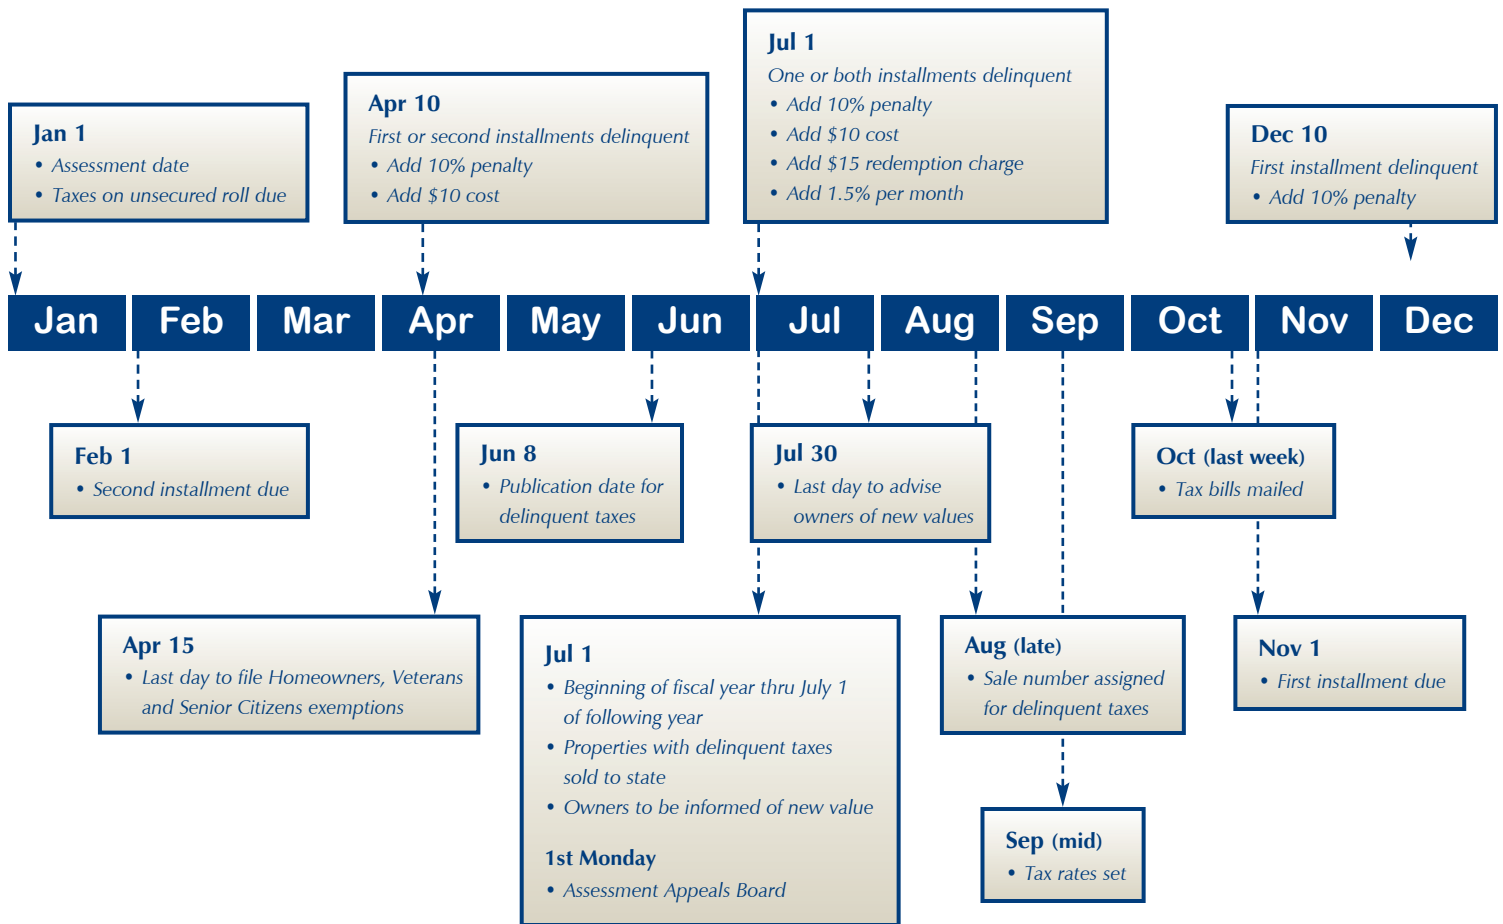 Jan 1
• Assessment date
• Taxes on unsecured roll due
Apr 10
First or second installments delinquent
• Add 10% penalty
• Add $10 cost
Jul 1
One or both installments delinquent
• Add 10% penalty
• Add $10 cost
• Add $15 redemption charge
• Add 1.5% per month
Dec 10
First installment delinquent
• Add 10% penalty
Jan Feb Mar Apr May Jun Jul Aug Sep Oct Nov Dec
Feb 1
• Second installment due
Jun 8
• Publication date for
delinquent taxes
Jul 30
• Last day to advise
owners of new values
Oct (last week)
• Tax bills mailed
Apr 15
• Last day to file Homeowners, Veterans
and Senior Citizens exemptions
Jul 1
• Beginning of fiscal year thru July 1
of following year
• Properties with delinquent taxes
sold to state
• Owners to be informed of new value
1st Monday
• Assessment Appeals Board
Aug (late)
• Sale number assigned
for delinquent taxes
Nov 1
• First installment due
Sep (mid)
• Tax rates set